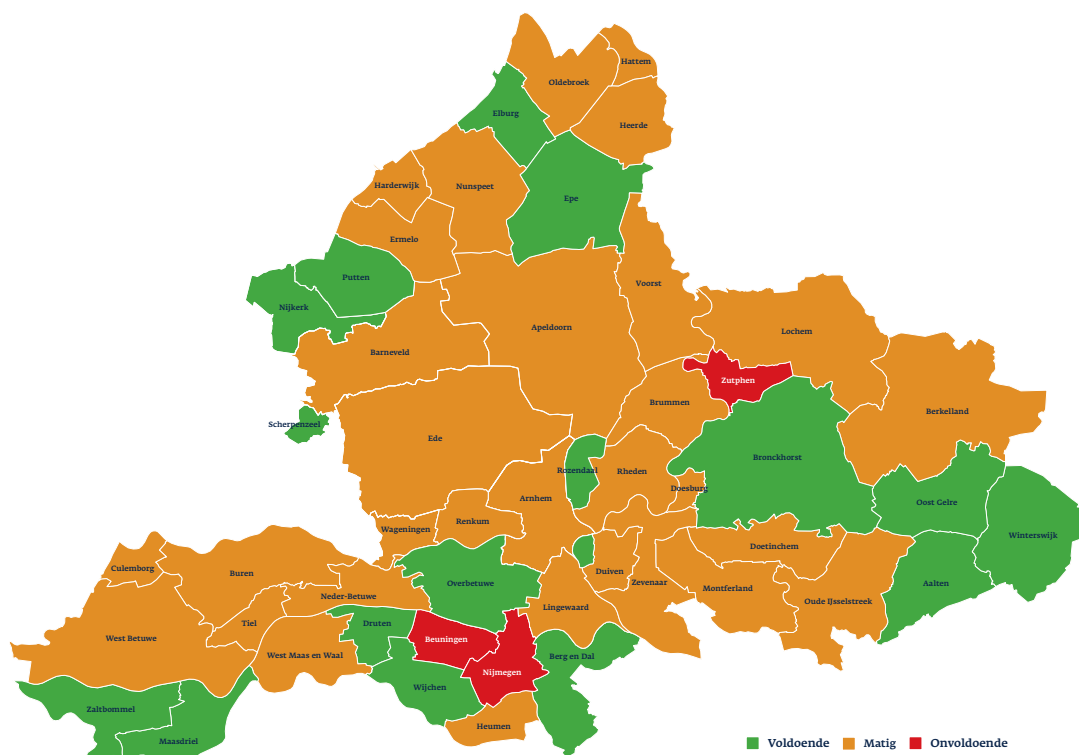 Hattem
Oldebroek
Elburg
Heerde
Harderwijk
Nunspeet
Epe
Ermelo
Putten
Voorst
Nijkerk
Apeldoorn
Lochem
Barneveld
Zutphen
Brummen
Berkelland
Scherpenzeel
Ede
Bronckhorst
Rozendaal
Rheden
Doesburg
Arnhem
Oost Gelre
Renkum
Wageningen
Winterswijk
Doetinchem
Culemborg
Buren
Duiven
Zevenaar
Overbetuwe
Aalten
Montferland
Neder-Betuwe
Oude IJsselstreek
Lingewaard
Tiel
Druten
West Betuwe
Beuningen
West Maas en Waal
Berg en Dal
Nijmegen
Wijchen
Zaltbommel
Heumen
Maasdriel
Voldoende Matig Onvoldoende